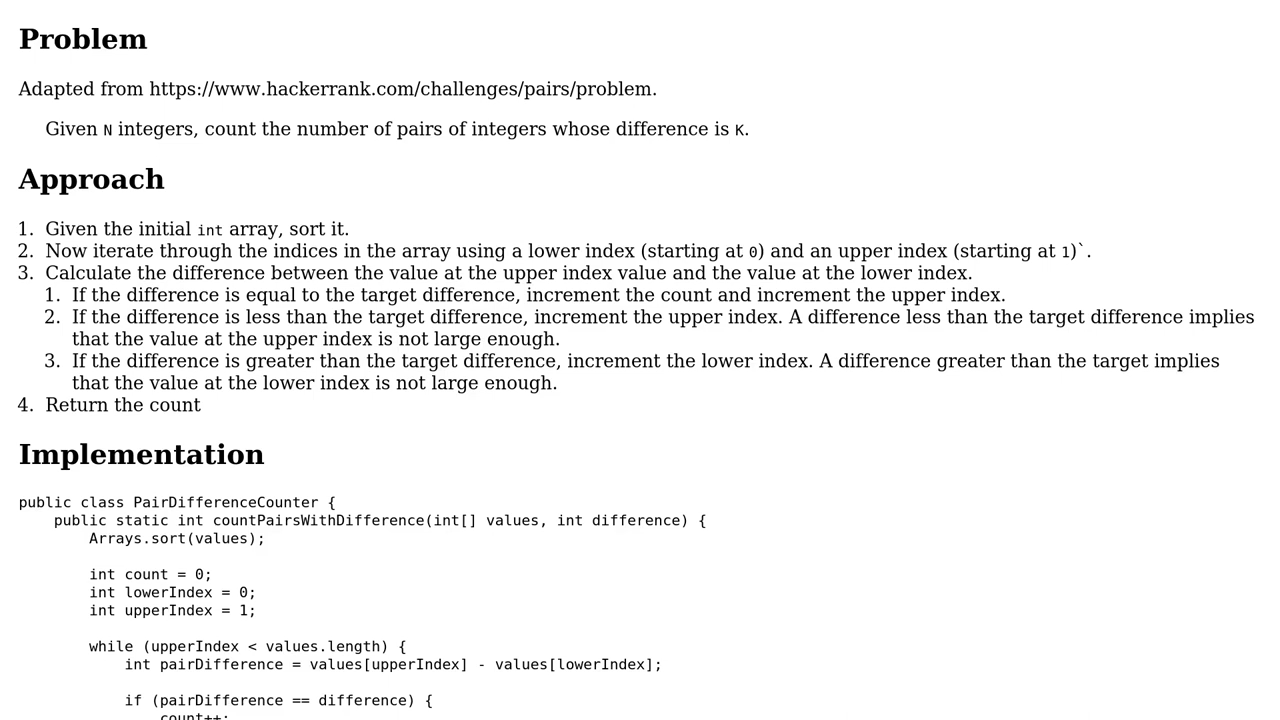 Problem
Adapted from https://www.hackerrank.com/challenges/pairs/problem.
Given N integers, count the number of pairs of integers whose difference is K.
Approach
1. Given the initial int array, sort it.
2. Now iterate through the indices in the array using a lower index (starting at 0) and an upper index (starting at 1)`.
3. Calculate the difference between the value at the upper index value and the value at the lower index.
1. If the difference is equal to the target difference, increment the count and increment the upper index.
2. If the difference is less than the target difference, increment the upper index. A difference less than the target difference implies
that the value at the upper index is not large enough.
3. If the difference is greater than the target difference, increment the lower index. A difference greater than the target implies
that the value at the lower index is not large enough.
4. Return the count
Implementation
public class PairDifferenceCounter {
    public static int countPairsWithDifference(int[] values, int difference) {
        Arrays.sort(values);
        int count = 0;
        int lowerIndex = 0;
        int upperIndex = 1;
        while (upperIndex < values.length) {
            int pairDifference = values[upperIndex] - values[lowerIndex];
            if (pairDifference == difference) {
                count++;